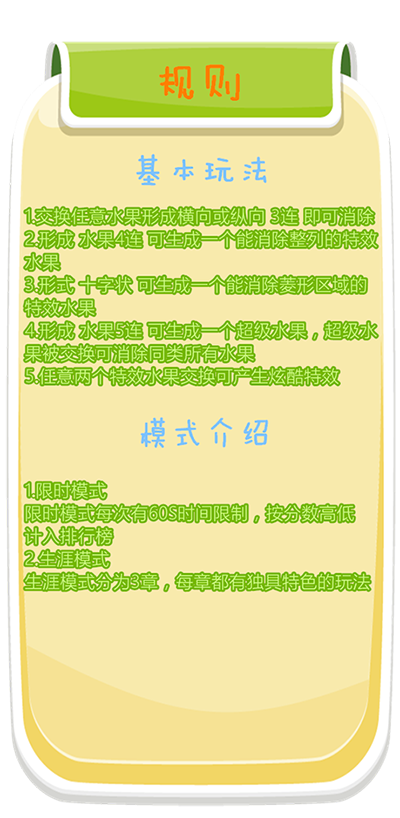 规则
基本玩法
1.交换任意水果形成横向或纵向 3连 即可消除
2.形成 水果4连 可生成一个能消除整列的特效
水果
3.形式 十字状 可生成一个能消除菱形区域的
特效水果
4.形成 水果5连 可生成一个超级水果，超级水
果被交换可消除同类所有水果
5.任意两个特效水果交换可产生炫酷特效
模式介绍
1.限时模式
限时模式每次有60S时间限制，按分数高低
计入排行榜
2.生涯模式
生涯模式分为3章，每章都有独具特色的玩法